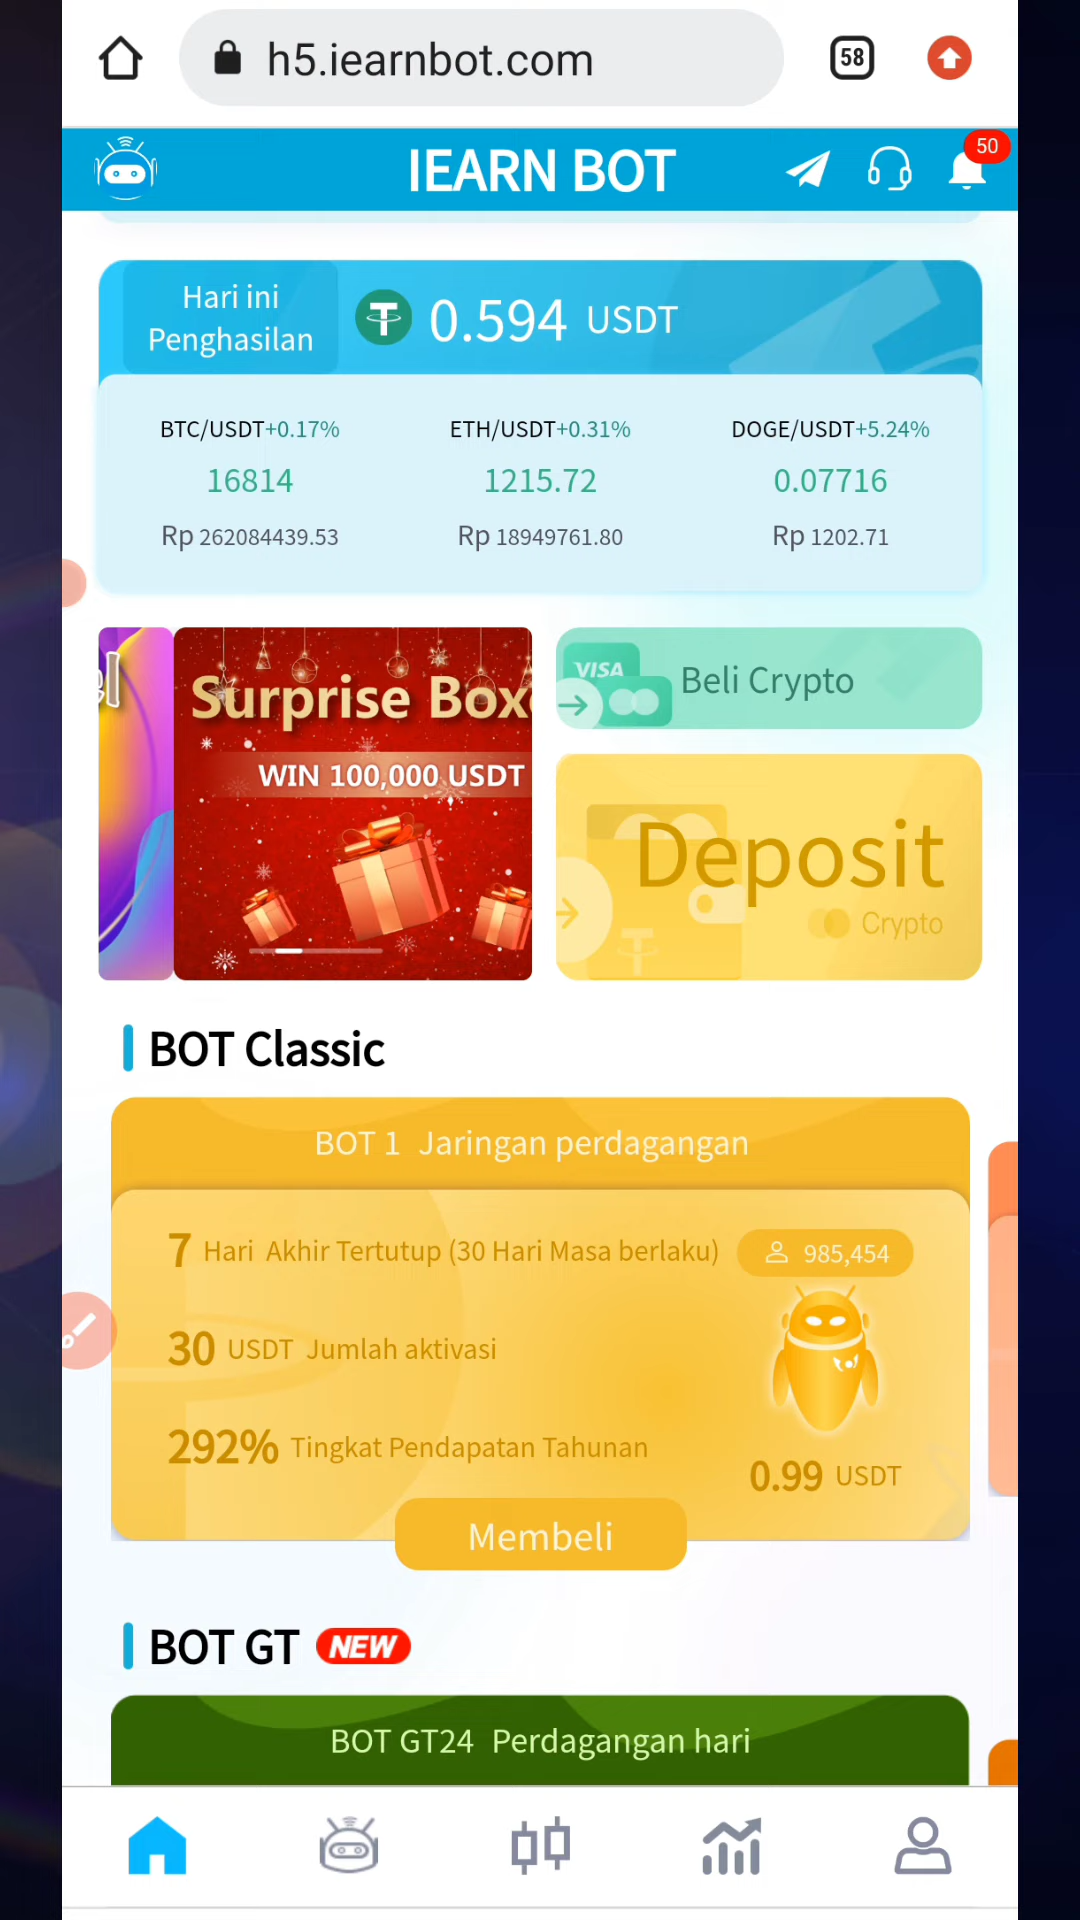 h5.iearnbot.com
58
IEARN BOT
50
Hari ini
Penghasilan
0.594 USDT
BTC/USDT+0.17%
16814
Rp 262084439.53
ETH/USDT+0.31%
1215.72
Rp 18949761.80
DOGE/USDT+5.24%
0.07716
Rp 1202.71
Surprise Box
WIN 100,000 USDT
VISA
Beli Crypto
Deposit
Crypto
BOT Classic
BOT 1 Jaringan perdagangan
7 Hari Akhir Tertutup (30 Hari Masa berlaku)
985,454
30 USDT Jumlah aktivasi
292% Tingkat Pendapatan Tahunan
0.99 USDT
Membeli
BOT GT NEW
BOT GT24 Perdagangan hari